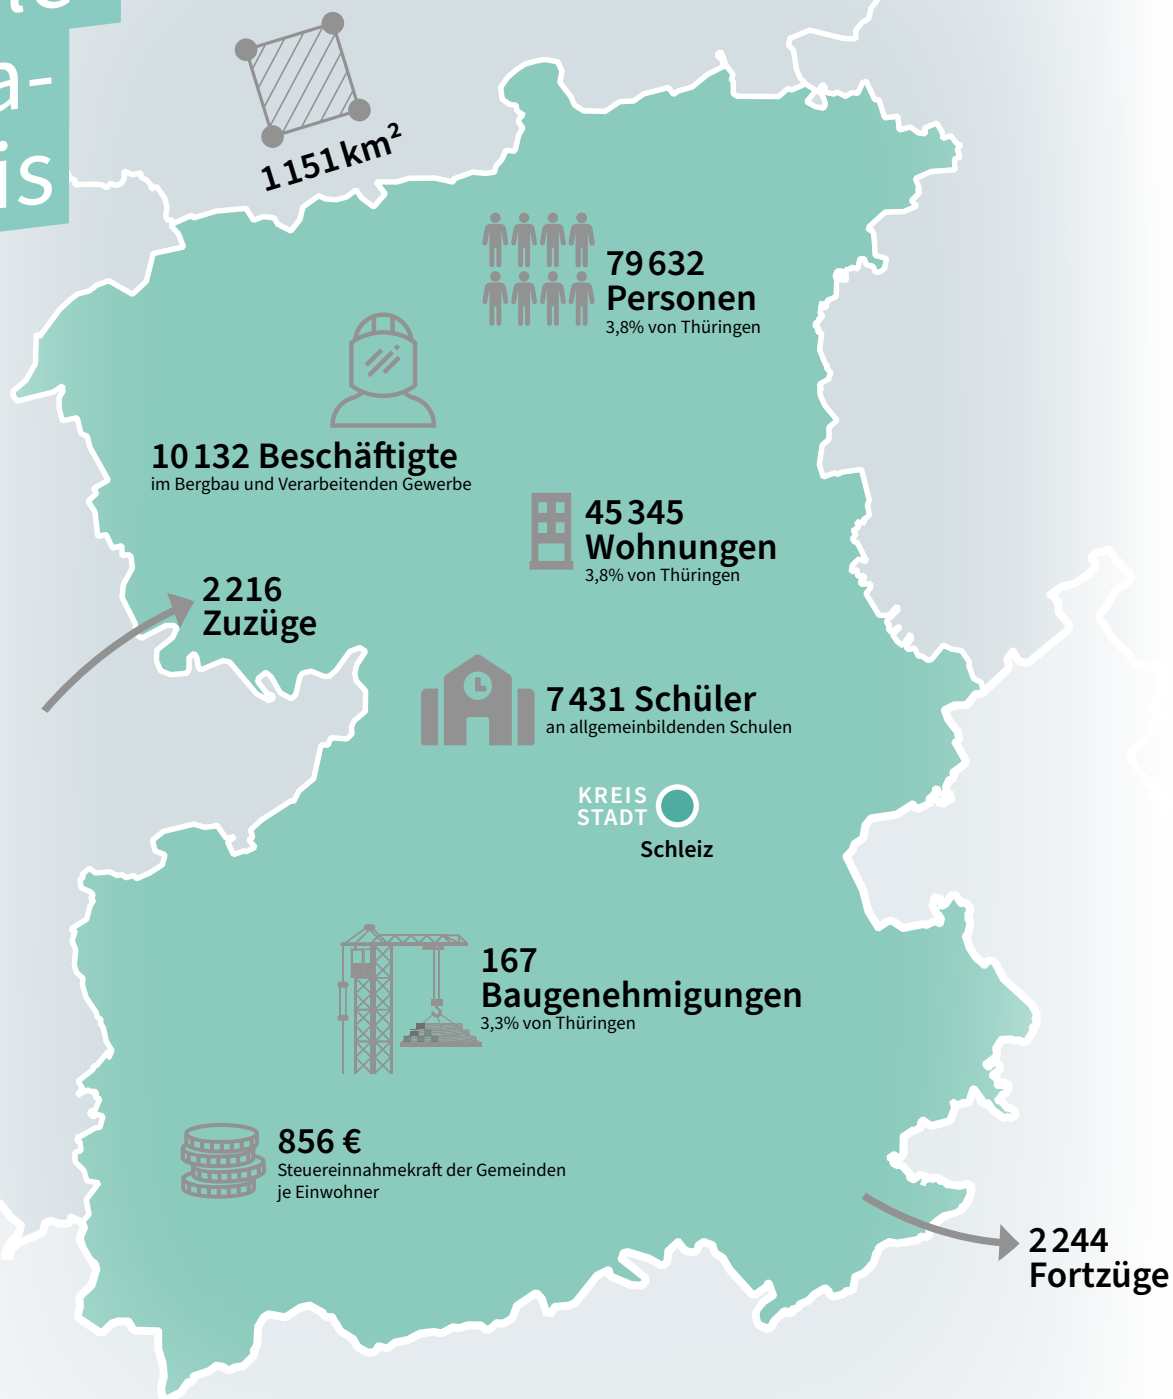 a-
is
1 151 km²
79 632
Personen
3,8% von Thüringen
10 132 Beschäftigte
im Bergbau und Verarbeitenden Gewerbe
45 345
Wohnungen
3,8% von Thüringen
2 216
Zuzüge
7 431 Schüler
an allgemeinbildenden Schulen
KREIS
STADT
Schleiz
167
Baugenehmigungen
3,3% von Thüringen
856 €
Steuereinnahmekraft der Gemeinden
je Einwohner
2 244
Fortzüge